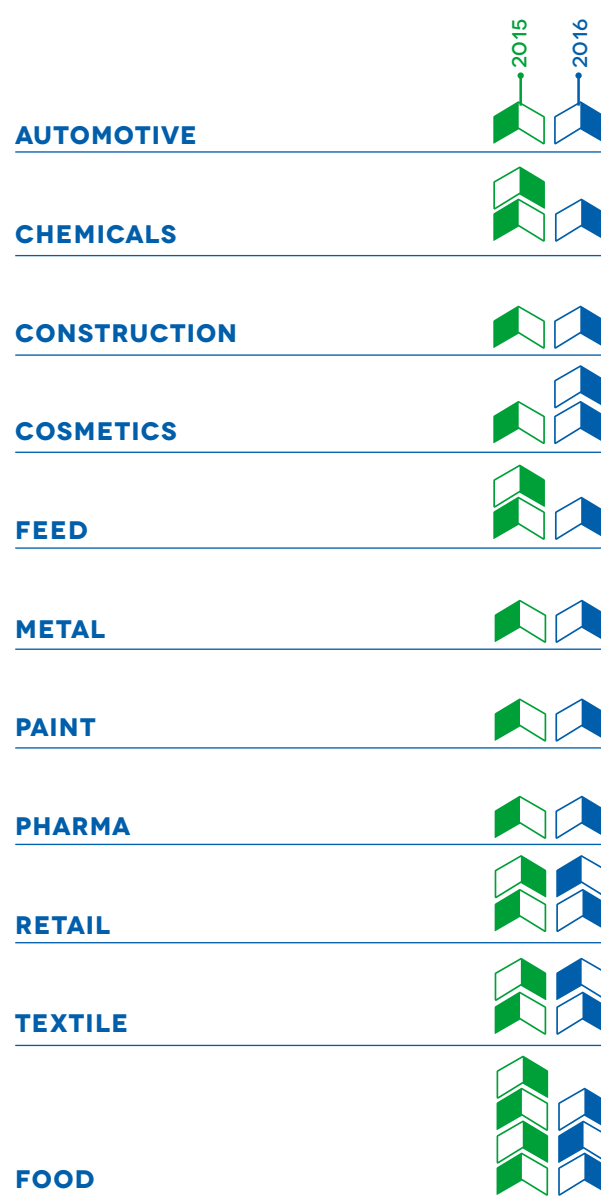 2015
2016
AUTOMOTIVE
CHEMICALS
CONSTRUCTION
COSMETICS
FEED
METAL
PAINT
PHARMA
RETAIL
TEXTILE
FOOD